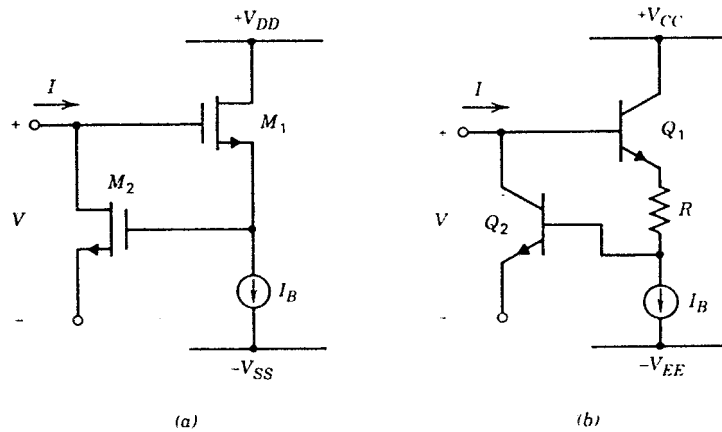 +V_DD
I
+
M_1
M_2
V
I_B
−
−V_SS
(a)
+V_CC
I
+
Q_1
Q_2
R
V
I_B
−
−V_EE
(b)